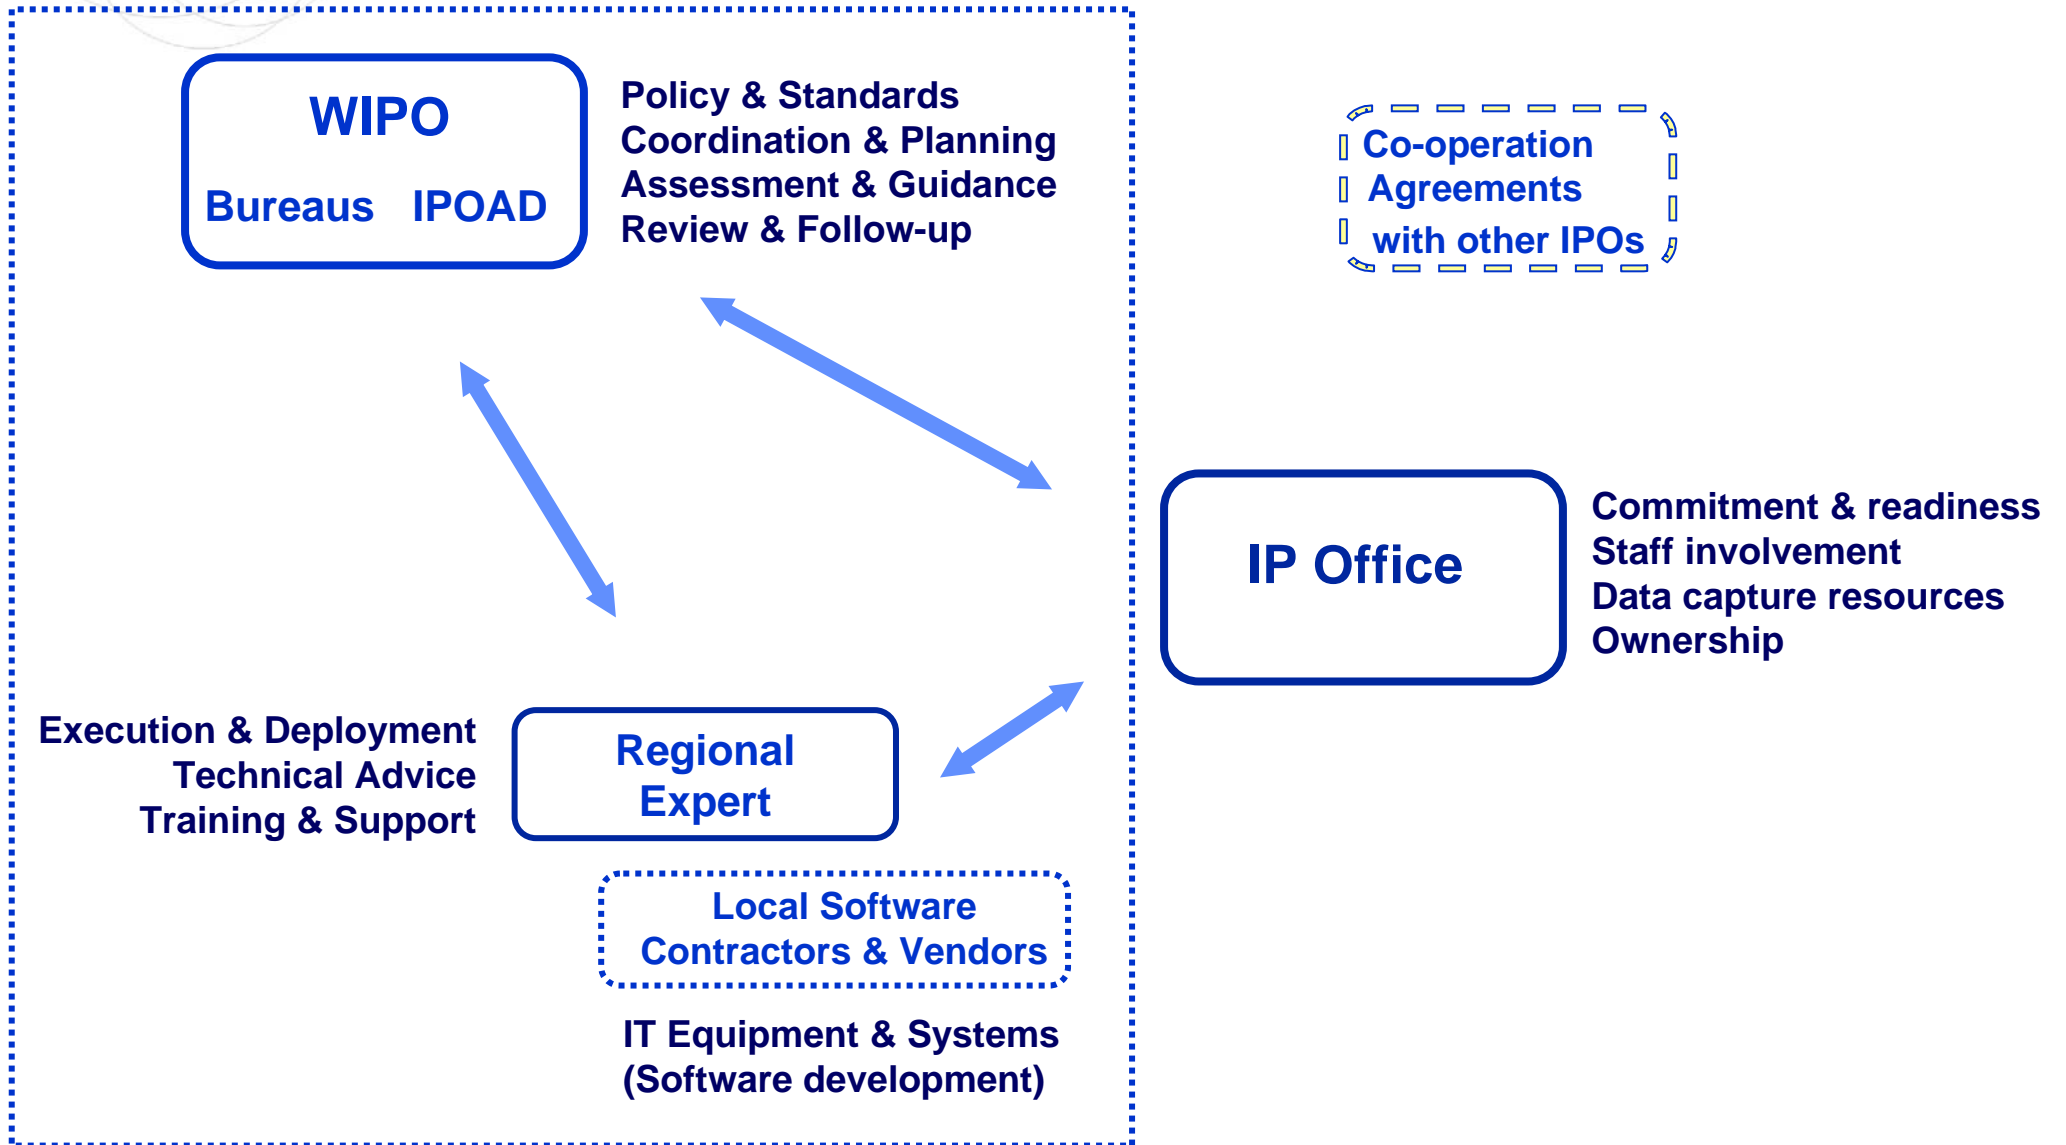 WIPO
Bureaus IPOAD
Policy & Standards
Coordination & Planning
Assessment & Guidance
Review & Follow-up
Co-operation
Agreements
with other IPOs
IP Office
Commitment & readiness
Staff involvement
Data capture resources
Ownership
Execution & Deployment
Technical Advice
Training & Support
Regional
Expert
Local Software
Contractors & Vendors
IT Equipment & Systems
(Software development)